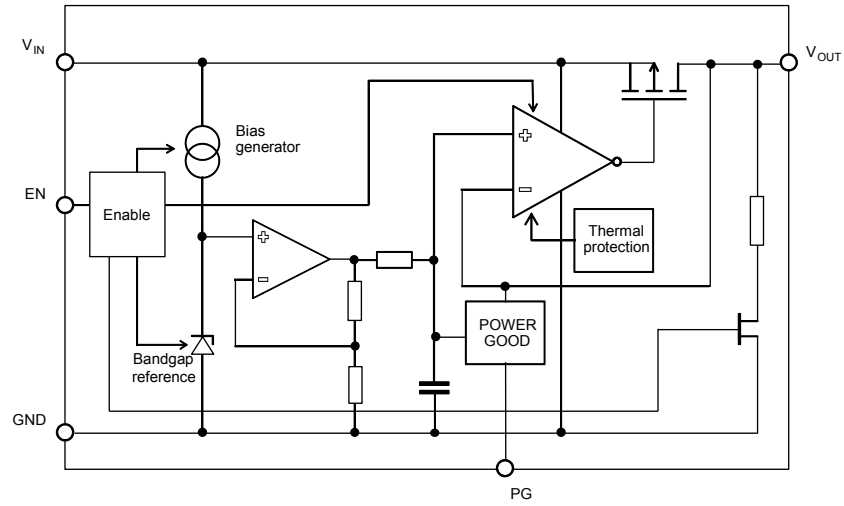 VIN
VOUT
Bias
generator
EN
Enable
Thermal
protection
POWER
GOOD
Bandgap
reference
GND
PG